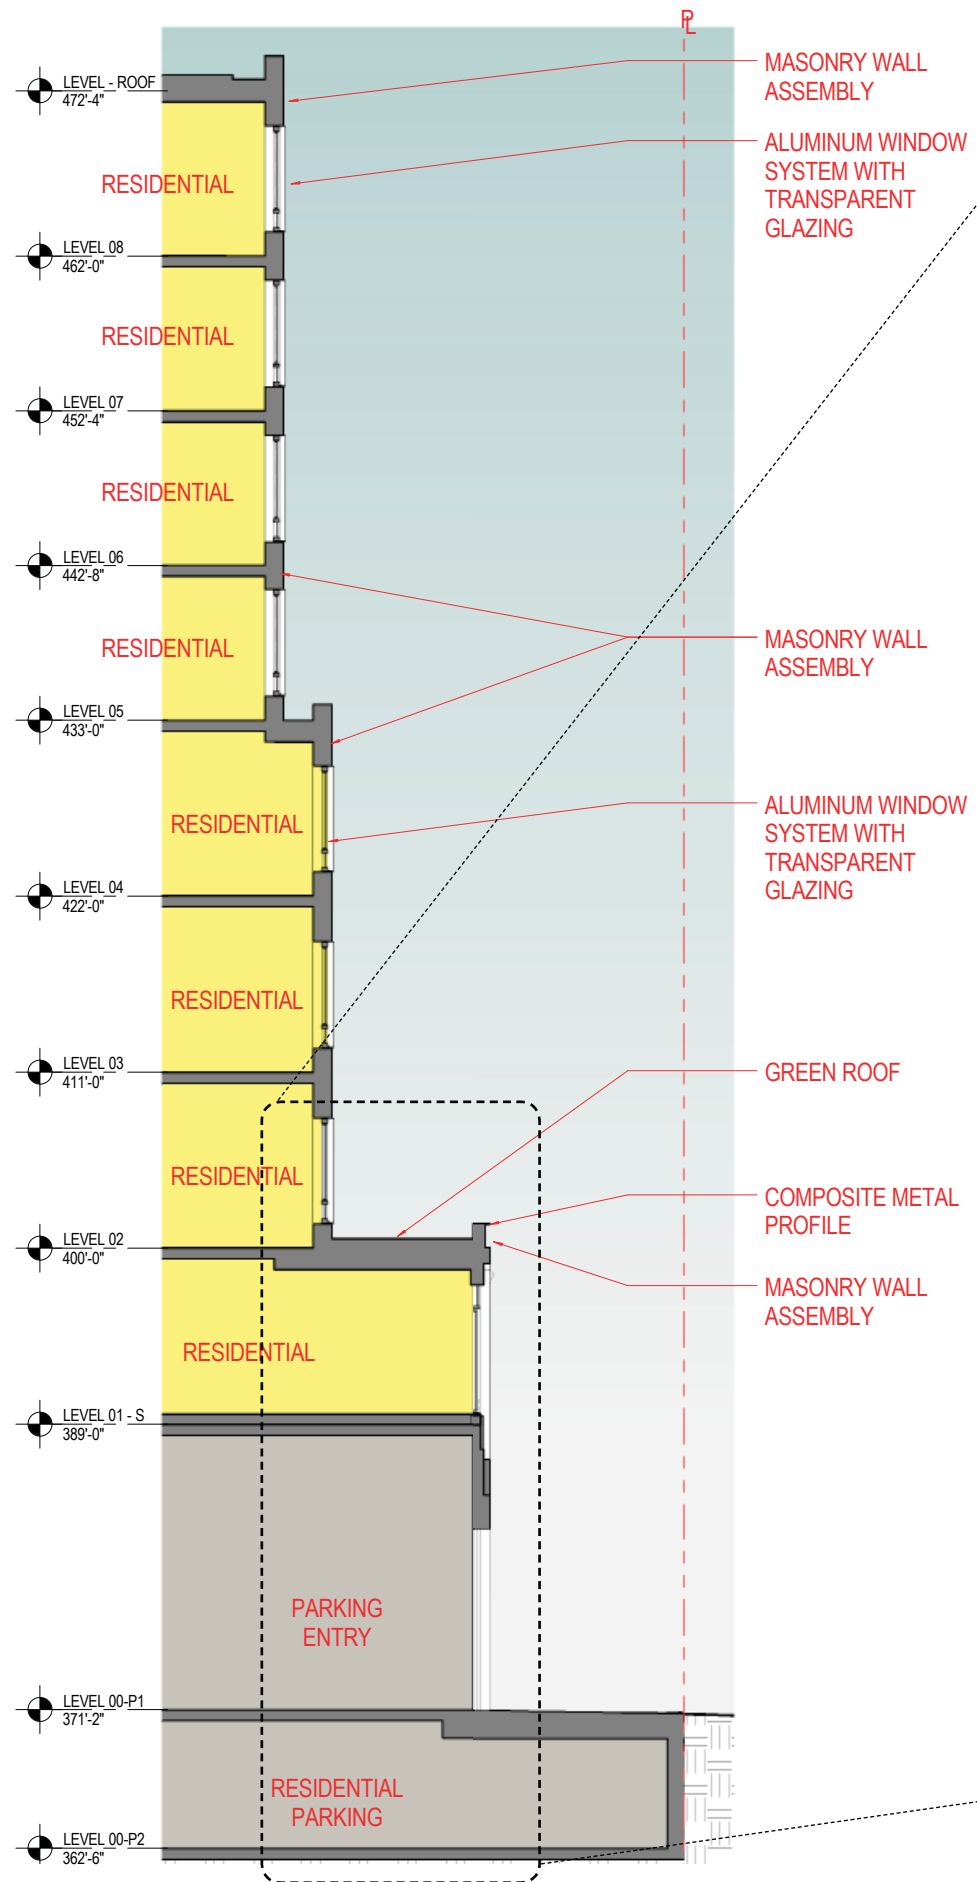 PL
MASONRY WALL
ASSEMBLY
LEVEL - ROOF
472'-4"
ALUMINUM WINDOW
SYSTEM WITH
TRANSPARENT
GLAZING
RESIDENTIAL
LEVEL 08
462'-0"
RESIDENTIAL
LEVEL 07
452'-4"
RESIDENTIAL
LEVEL 06
442'-8"
MASONRY WALL
ASSEMBLY
RESIDENTIAL
LEVEL 05
433'-0"
ALUMINUM WINDOW
SYSTEM WITH
TRANSPARENT
GLAZING
RESIDENTIAL
LEVEL 04
422'-0"
RESIDENTIAL
LEVEL 03
411'-0"
GREEN ROOF
RESIDENTIAL
COMPOSITE METAL
PROFILE
LEVEL 02
400'-0"
MASONRY WALL
ASSEMBLY
RESIDENTIAL
LEVEL 01 - S
389'-0"
PARKING
ENTRY
LEVEL 00-P1
371'-2"
RESIDENTIAL
PARKING
LEVEL 00-P2
362'-6"